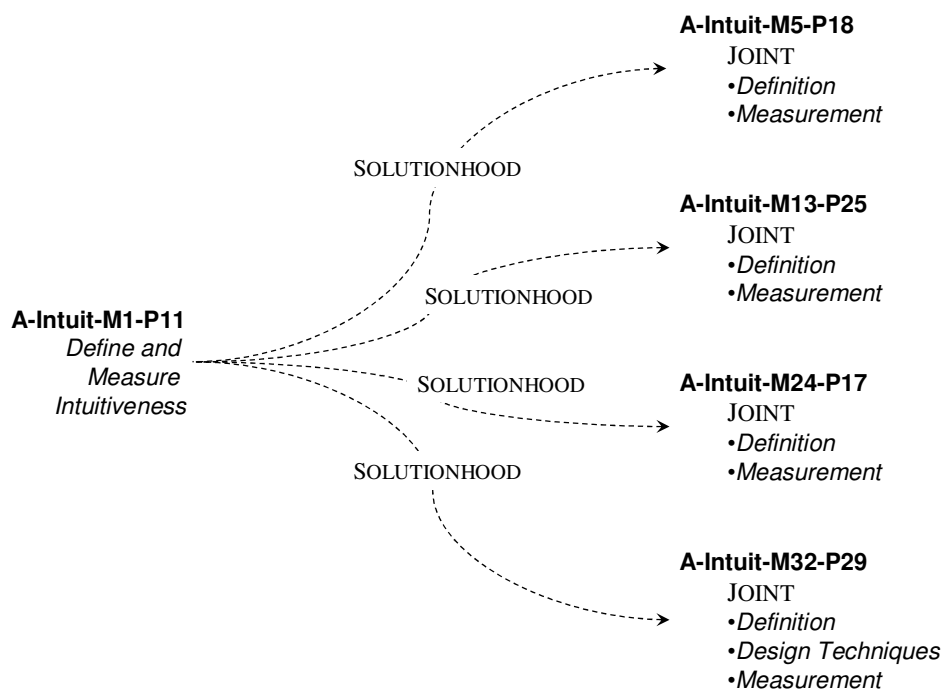 A-Intuit-M5-P18
JOINT
•Definition
•Measurement
SOLUTIONHOOD
A-Intuit-M13-P25
JOINT
•Definition
•Measurement
SOLUTIONHOOD
A-Intuit-M1-P11
Define and
Measure
Intuitiveness
SOLUTIONHOOD
A-Intuit-M24-P17
JOINT
•Definition
•Measurement
SOLUTIONHOOD
A-Intuit-M32-P29
JOINT
•Definition
•Design Techniques
•Measurement